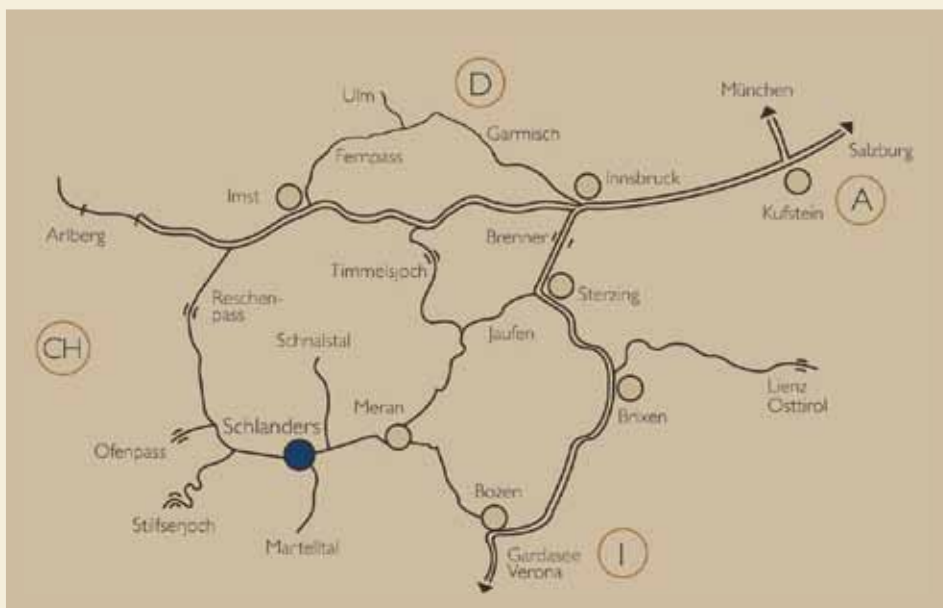 D
Ulm
München
Garmisch
Fernpass
Salzburg
Imst
Innsbruck
A
Kufstein
Arlberg
Brenner
Timmelsjoch
Sterzing
Reschen-
pass
Jaufen
CH
Schnalstal
Lienz
Osttirol
Meran
Brixen
Schlanders
Ofenpass
Bozen
Stilfserjoch
Martelltal
Gardasee
Verona
I